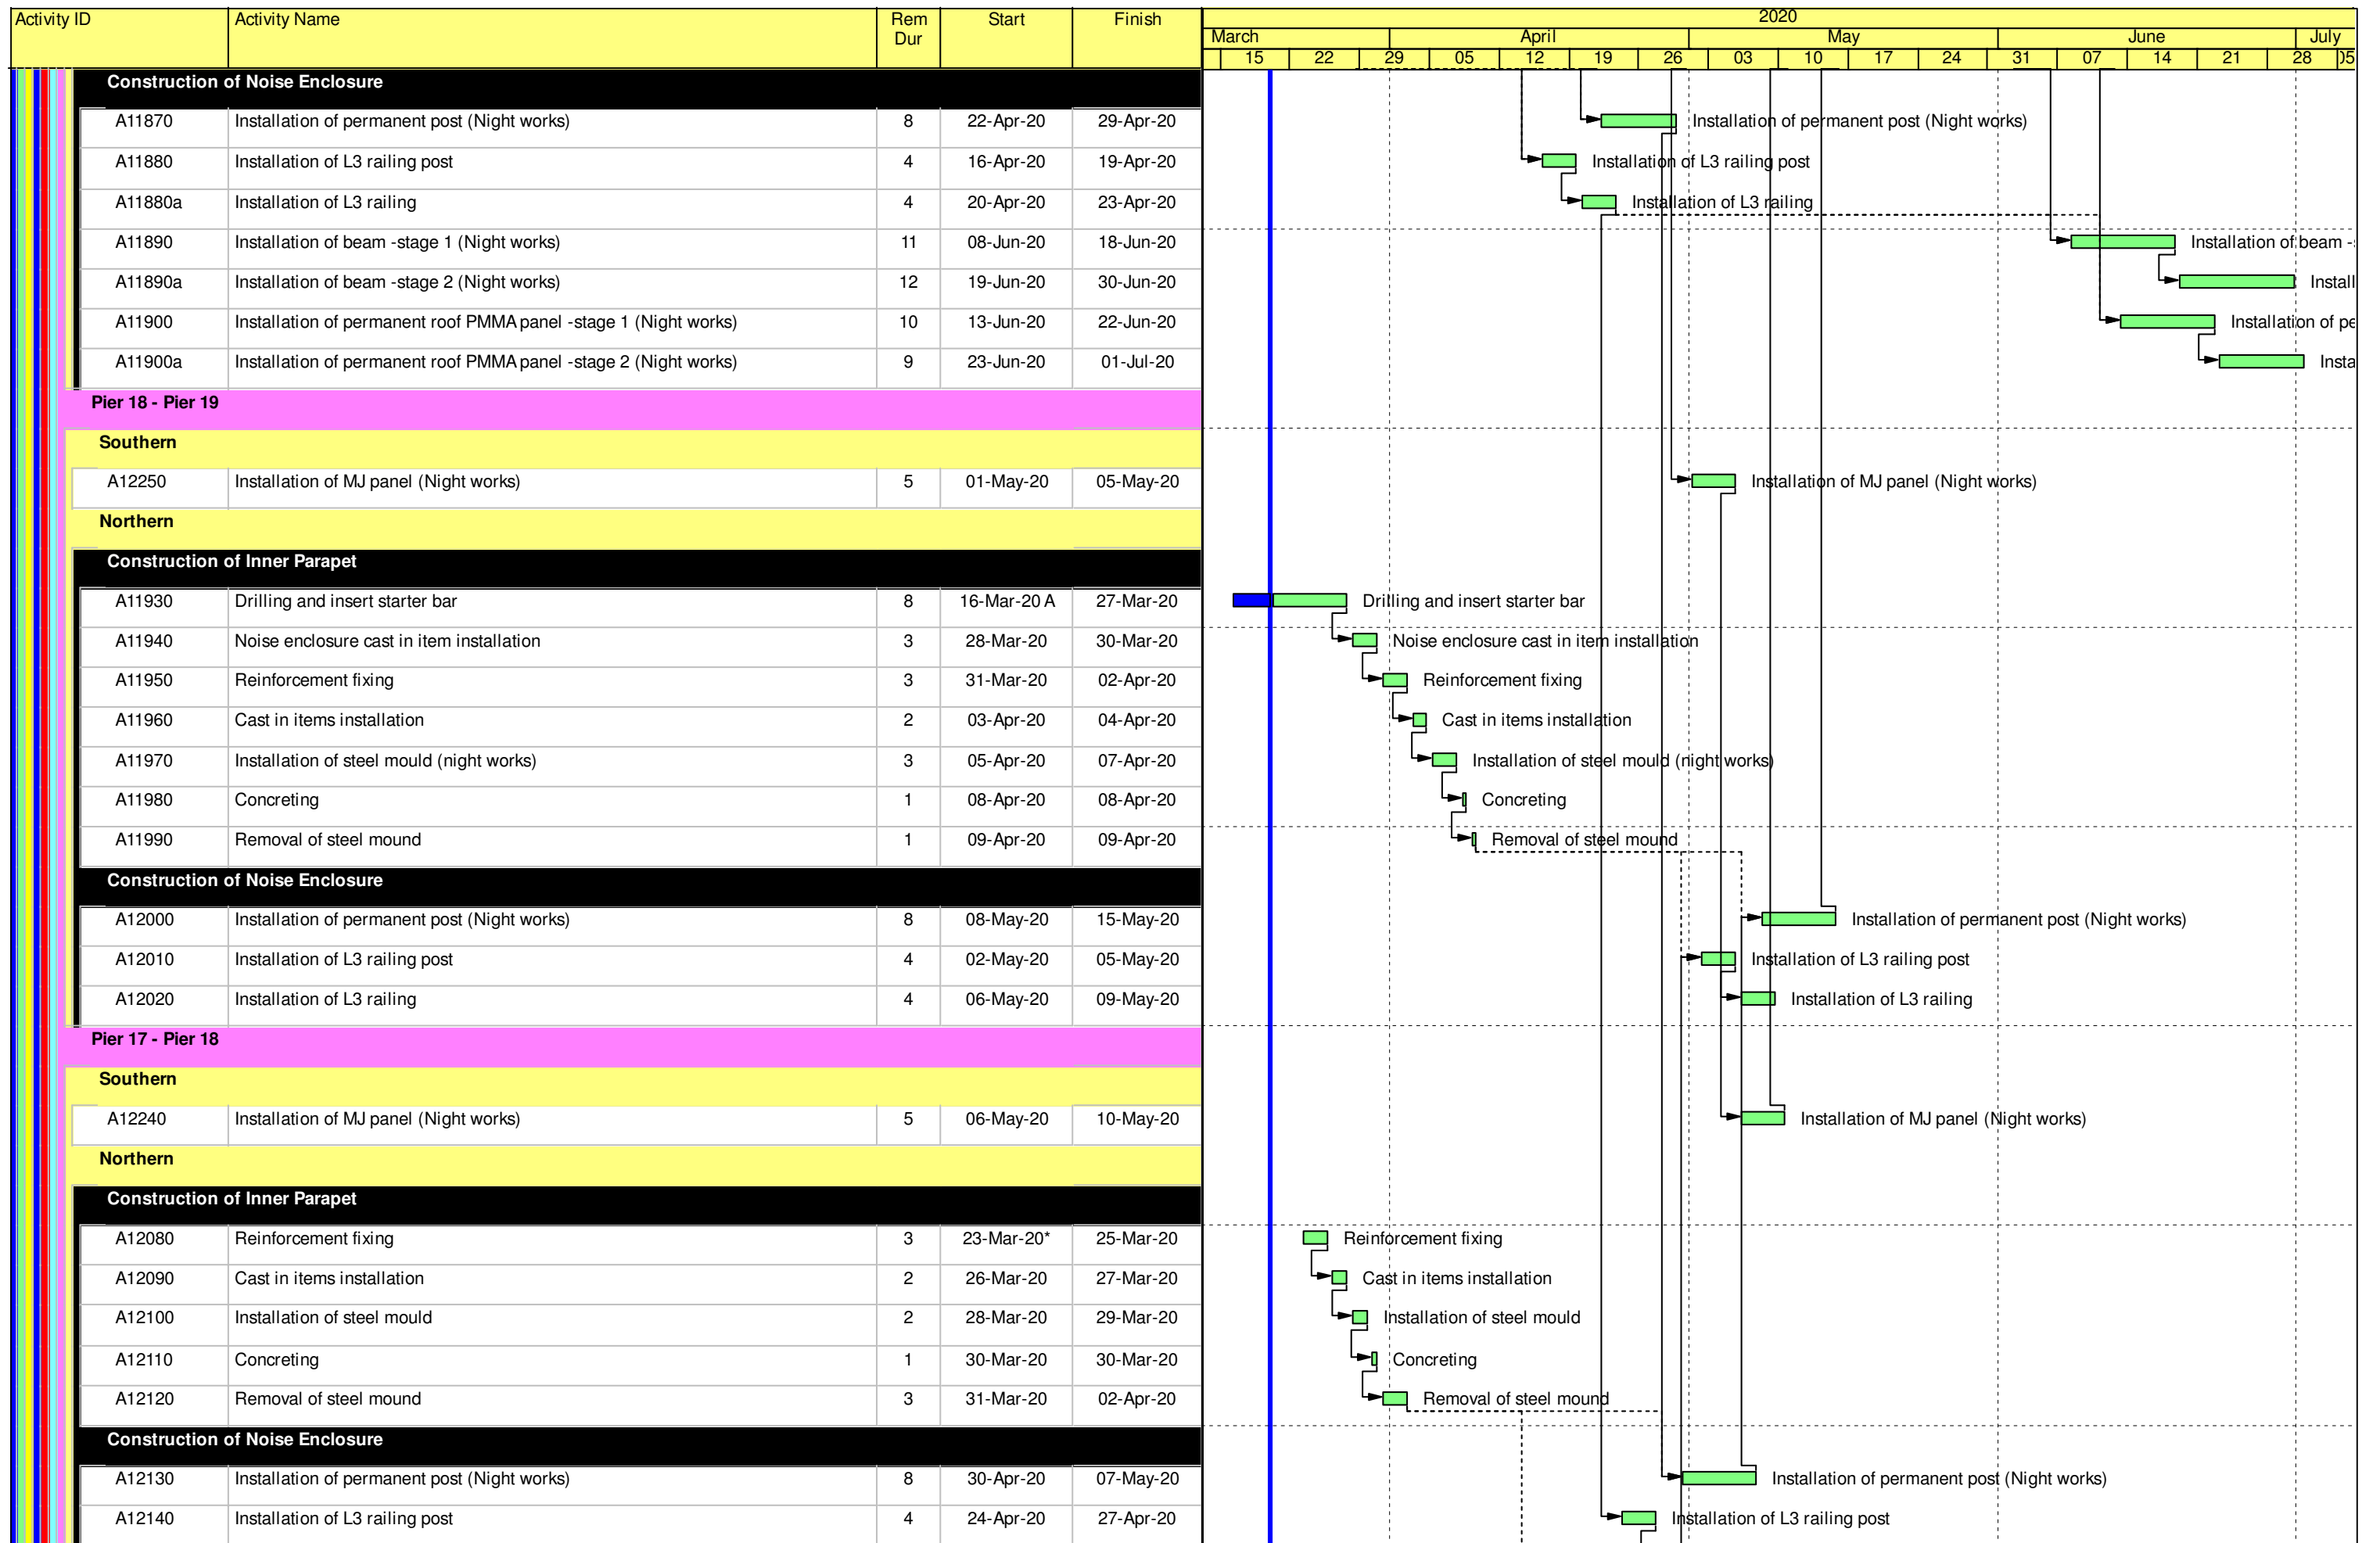 Activity ID Activity Name Rem Dur Start Finish 2020
March April May June July
15 22 29 05 12 19 26 03 10 17 24 31 07 14 21 28 05
Construction of Noise Enclosure
A11870 Installation of permanent post (Night works) 8 22-Apr-20 29-Apr-20 Installation of permanent post (Night works)
A11880 Installation of L3 railing post 4 16-Apr-20 19-Apr-20 Installation of L3 railing post
A11880a Installation of L3 railing 4 20-Apr-20 23-Apr-20 Installation of L3 railing
A11890 Installation of beam -stage 1 (Night works) 11 08-Jun-20 18-Jun-20 Installation of beam -
A11890a Installation of beam -stage 2 (Night works) 12 19-Jun-20 30-Jun-20 Install
A11900 Installation of permanent roof PMMA panel -stage 1 (Night works) 10 13-Jun-20 22-Jun-20 Installation of pe
A11900a Installation of permanent roof PMMA panel -stage 2 (Night works) 9 23-Jun-20 01-Jul-20 Insta
Pier 18 - Pier 19
Southern
A12250 Installation of MJ panel (Night works) 5 01-May-20 05-May-20 Installation of MJ panel (Night works)
Northern
Construction of Inner Parapet
A11930 Drilling and insert starter bar 8 16-Mar-20 A 27-Mar-20 Drilling and insert starter bar
A11940 Noise enclosure cast in item installation 3 28-Mar-20 30-Mar-20 Noise enclosure cast in item installation
A11950 Reinforcement fixing 3 31-Mar-20 02-Apr-20 Reinforcement fixing
A11960 Cast in items installation 2 03-Apr-20 04-Apr-20 Cast in items installation
A11970 Installation of steel mould (night works) 3 05-Apr-20 07-Apr-20 Installation of steel mould (night works)
A11980 Concreting 1 08-Apr-20 08-Apr-20 Concreting
A11990 Removal of steel mound 1 09-Apr-20 09-Apr-20 Removal of steel mound
Construction of Noise Enclosure
A12000 Installation of permanent post (Night works) 8 08-May-20 15-May-20 Installation of permanent post (Night works)
A12010 Installation of L3 railing post 4 02-May-20 05-May-20 Installation of L3 railing post
A12020 Installation of L3 railing 4 06-May-20 09-May-20 Installation of L3 railing
Pier 17 - Pier 18
Southern
A12240 Installation of MJ panel (Night works) 5 06-May-20 10-May-20 Installation of MJ panel (Night works)
Northern
Construction of Inner Parapet
A12080 Reinforcement fixing 3 23-Mar-20* 25-Mar-20 Reinforcement fixing
A12090 Cast in items installation 2 26-Mar-20 27-Mar-20 Cast in items installation
A12100 Installation of steel mould 2 28-Mar-20 29-Mar-20 Installation of steel mould
A12110 Concreting 1 30-Mar-20 30-Mar-20 Concreting
A12120 Removal of steel mound 3 31-Mar-20 02-Apr-20 Removal of steel mound
Construction of Noise Enclosure
A12130 Installation of permanent post (Night works) 8 30-Apr-20 07-May-20 Installation of permanent post (Night works)
A12140 Installation of L3 railing post 4 24-Apr-20 27-Apr-20 Installation of L3 railing post